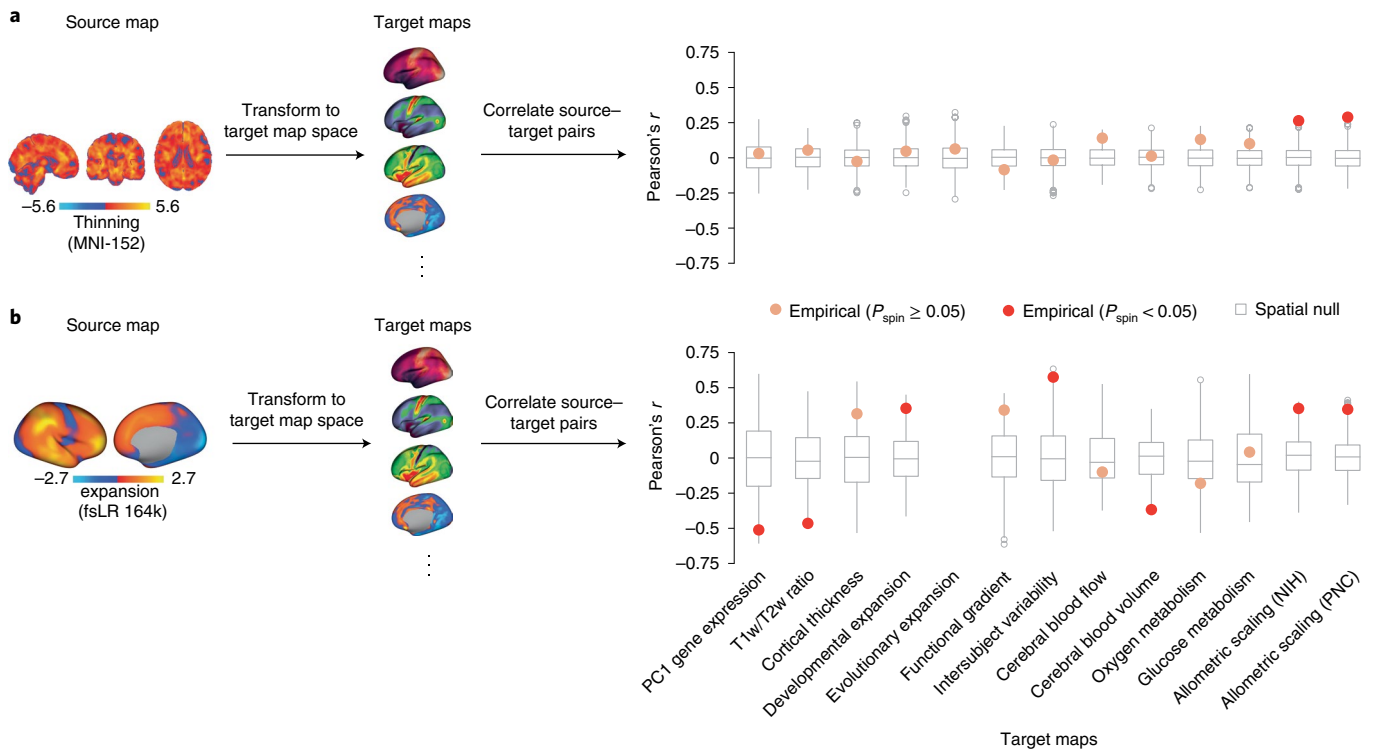 a
Source map
Target maps
Transform to
target map space
Correlate source–
target pairs
–5.6
5.6
Thinning
(MNI-152)
Pearson's r
0.75
0.5
0.25
0
–0.25
–0.5
–0.75
Empirical (Pspin ≥ 0.05)
Empirical (Pspin < 0.05)
Spatial null
b
Source map
Target maps
Transform to
target map space
Correlate source–
target pairs
–2.7
2.7
expansion
(fsLR 164k)
Pearson's r
0.75
0.5
0.25
0
–0.25
–0.5
–0.75
PC1 gene expression
T1w/T2w ratio
Cortical thickness
Developmental expansion
Evolutionary expansion
Functional gradient
Intersubject variability
Cerebral blood flow
Cerebral blood volume
Oxygen metabolism
Glucose metabolism
Allometric scaling (NIH)
Allometric scaling (PNC)
Target maps